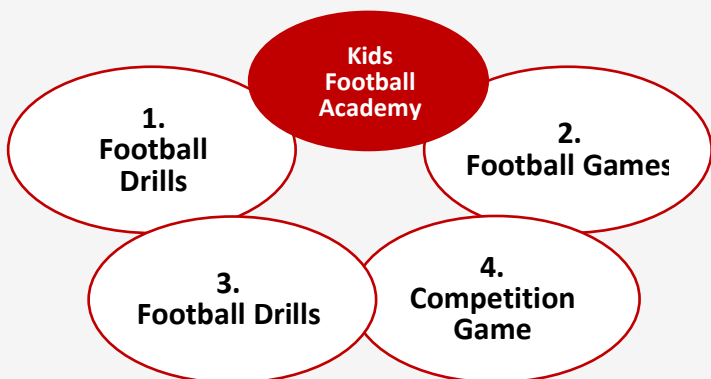 Kids
Football
Academy
1.
Football
Drills
2.
Football Games
3.
Football Drills
4.
Competition
Game